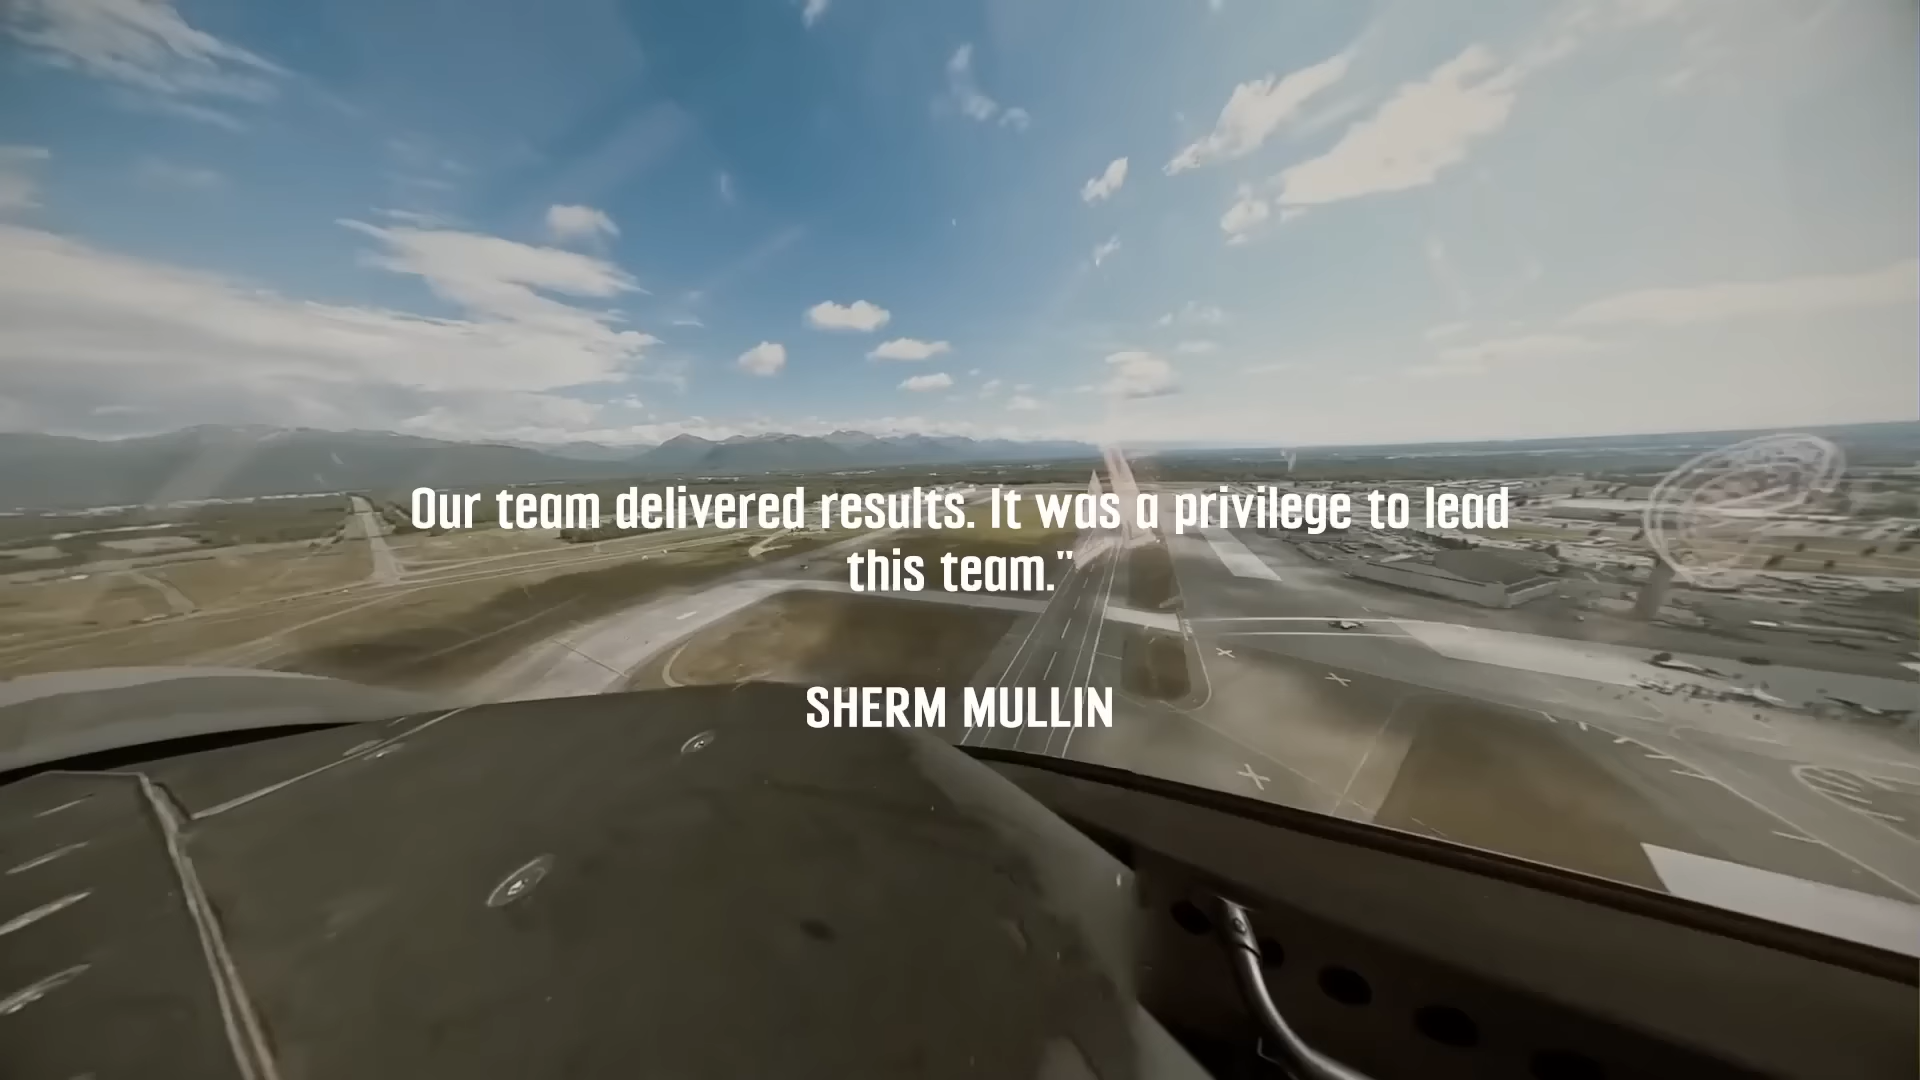 Our team delivered results. It was a privilege to lead
this team."
SHERM MULLIN